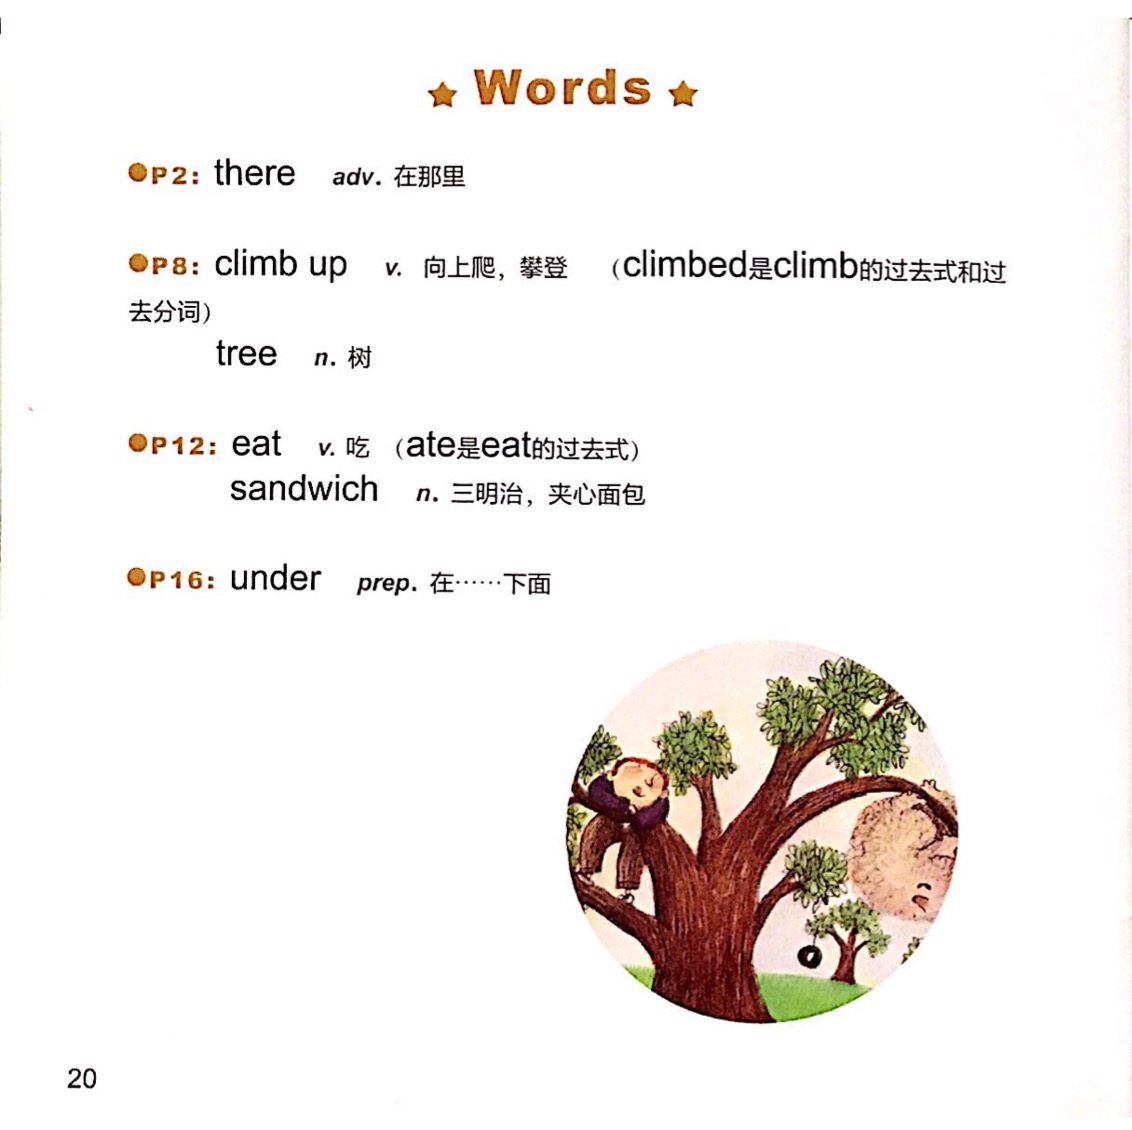 ★ Words ★
●P2: there adv. 在那里
●P8: climb up v. 向上爬，攀登 （climbed是climb的过去式和过
去分词）
tree n. 树
●P12: eat v. 吃 （ate是eat的过去式）
sandwich n. 三明治，夹心面包
●P16: under prep. 在……下面
20